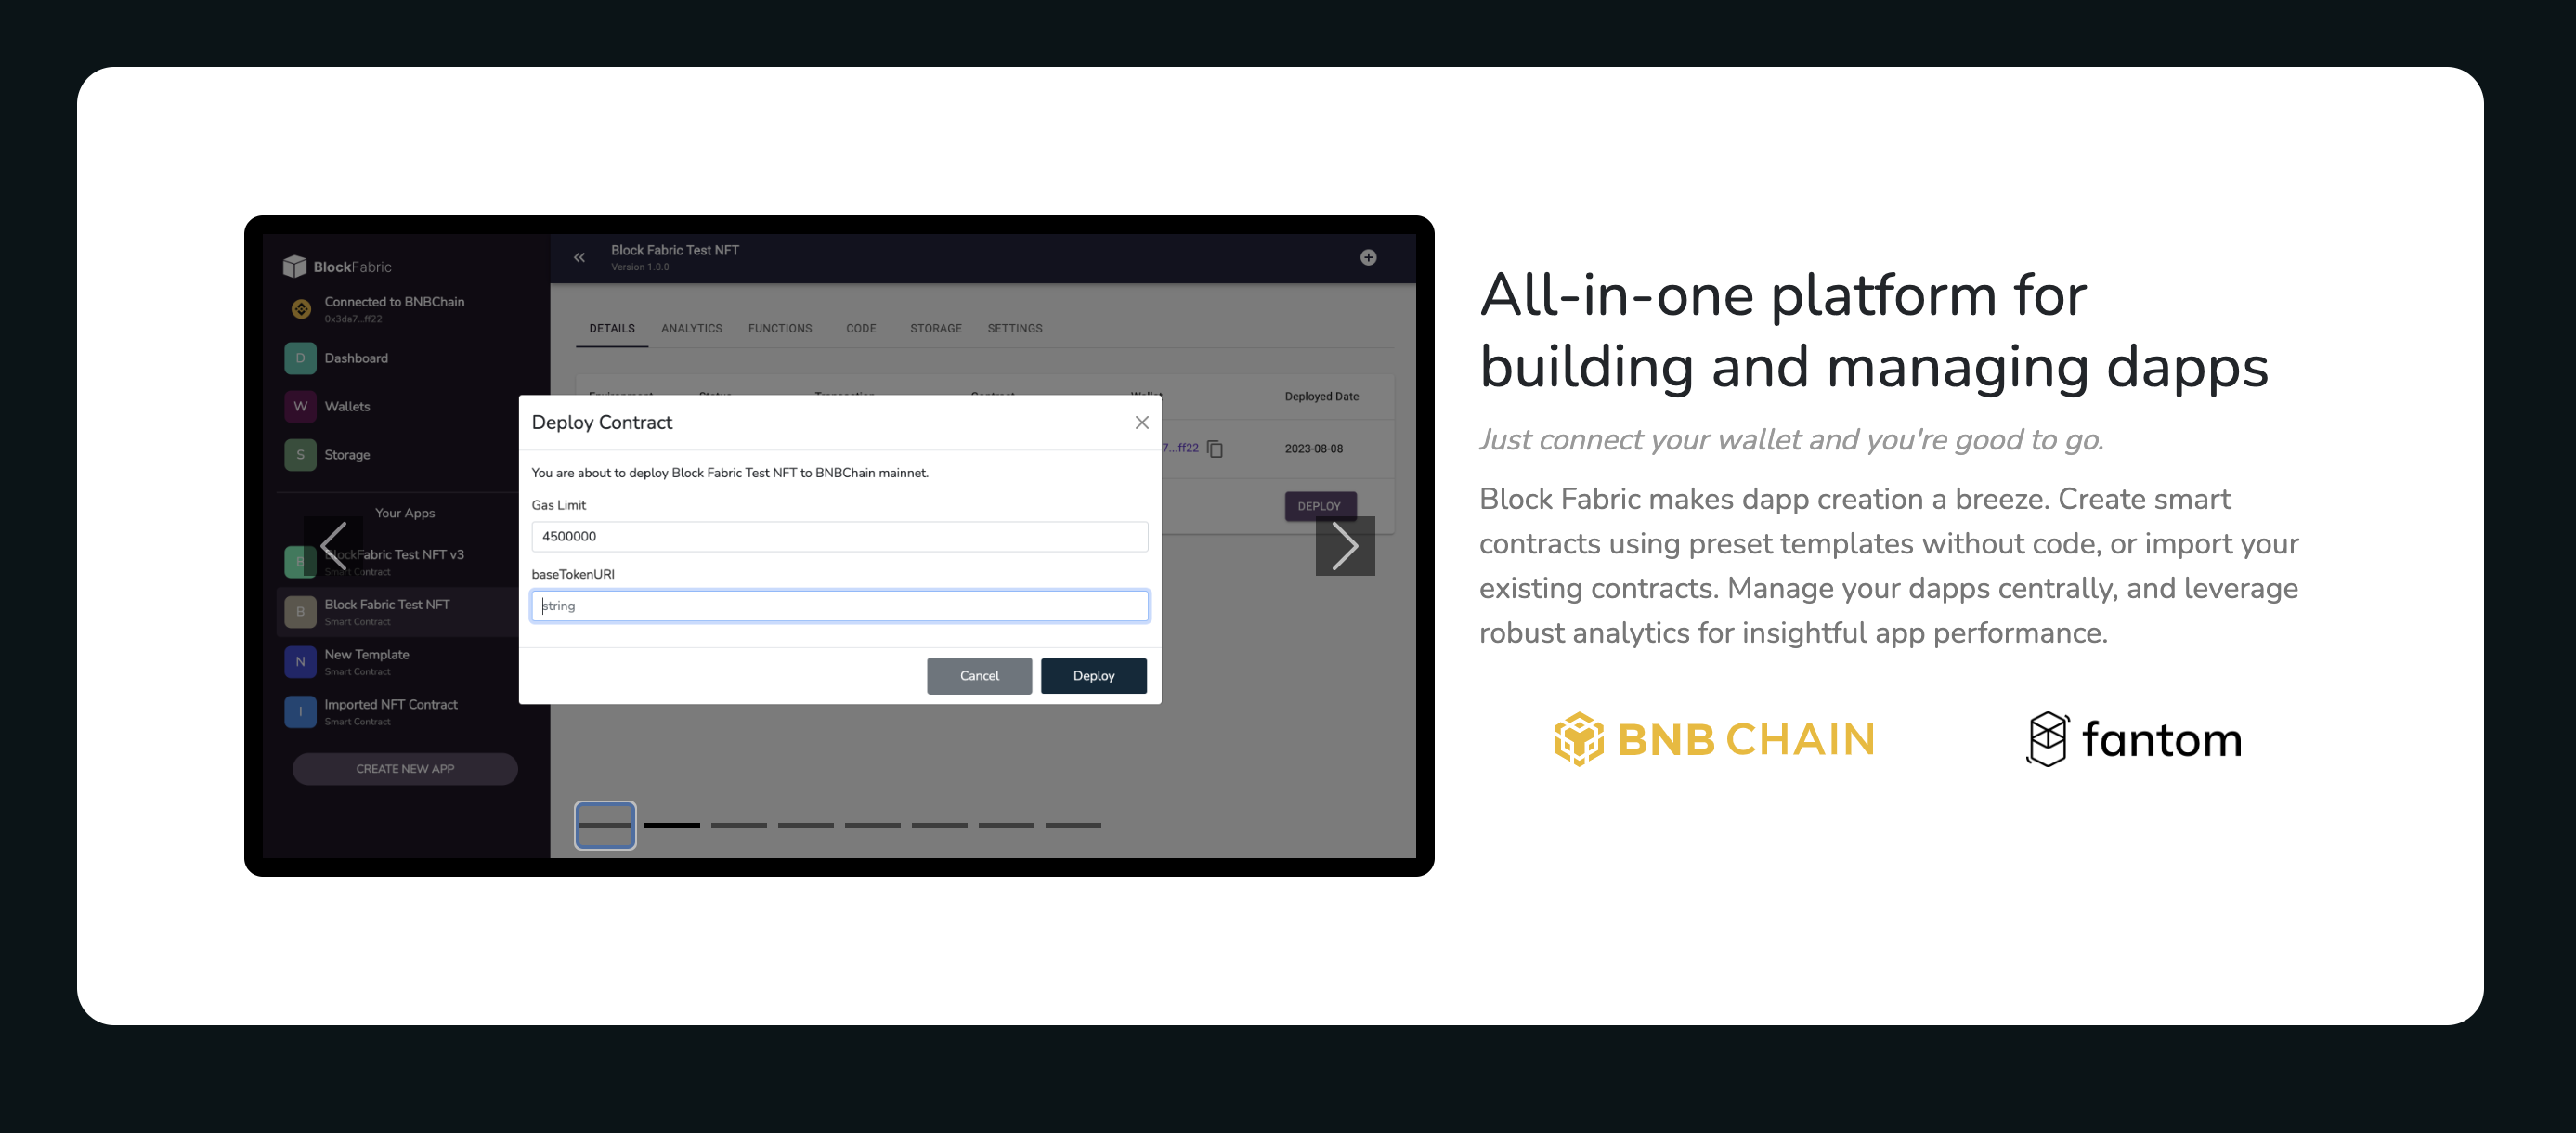 BlockFabric
Connected to BNBChain
0x3da7...ff22
D Dashboard
W Wallets
S Storage
Your Apps
B BlockFabric Test NFT v3
Smart Contract
B Block Fabric Test NFT
Smart Contract
N New Template
Smart Contract
I Imported NFT Contract
Smart Contract
CREATE NEW APP
Block Fabric Test NFT
Version 1.0.0
DETAILS ANALYTICS FUNCTIONS CODE STORAGE SETTINGS
Environment Status Transaction Contract Wallet Deployed Date
7...ff22 2023-08-08
DEPLOY
Deploy Contract
You are about to deploy Block Fabric Test NFT to BNBChain mainnet.
Gas Limit
4500000
baseTokenURI
string
Cancel Deploy
All-in-one platform for
building and managing dapps
Just connect your wallet and you're good to go.
Block Fabric makes dapp creation a breeze. Create smart
contracts using preset templates without code, or import your
existing contracts. Manage your dapps centrally, and leverage
robust analytics for insightful app performance.
BNB CHAIN
fantom